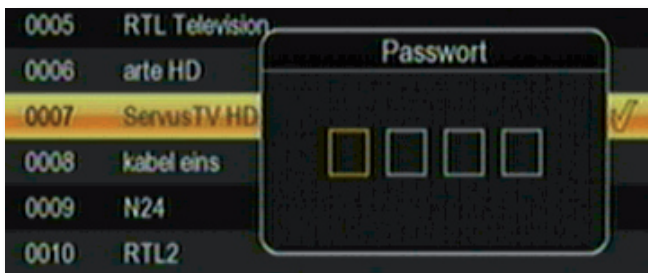 0005 RTL Television
Passwort
0006 arte HD
0007 ServusTV HD
0008 kabel eins
0009 N24
0010 RTL2